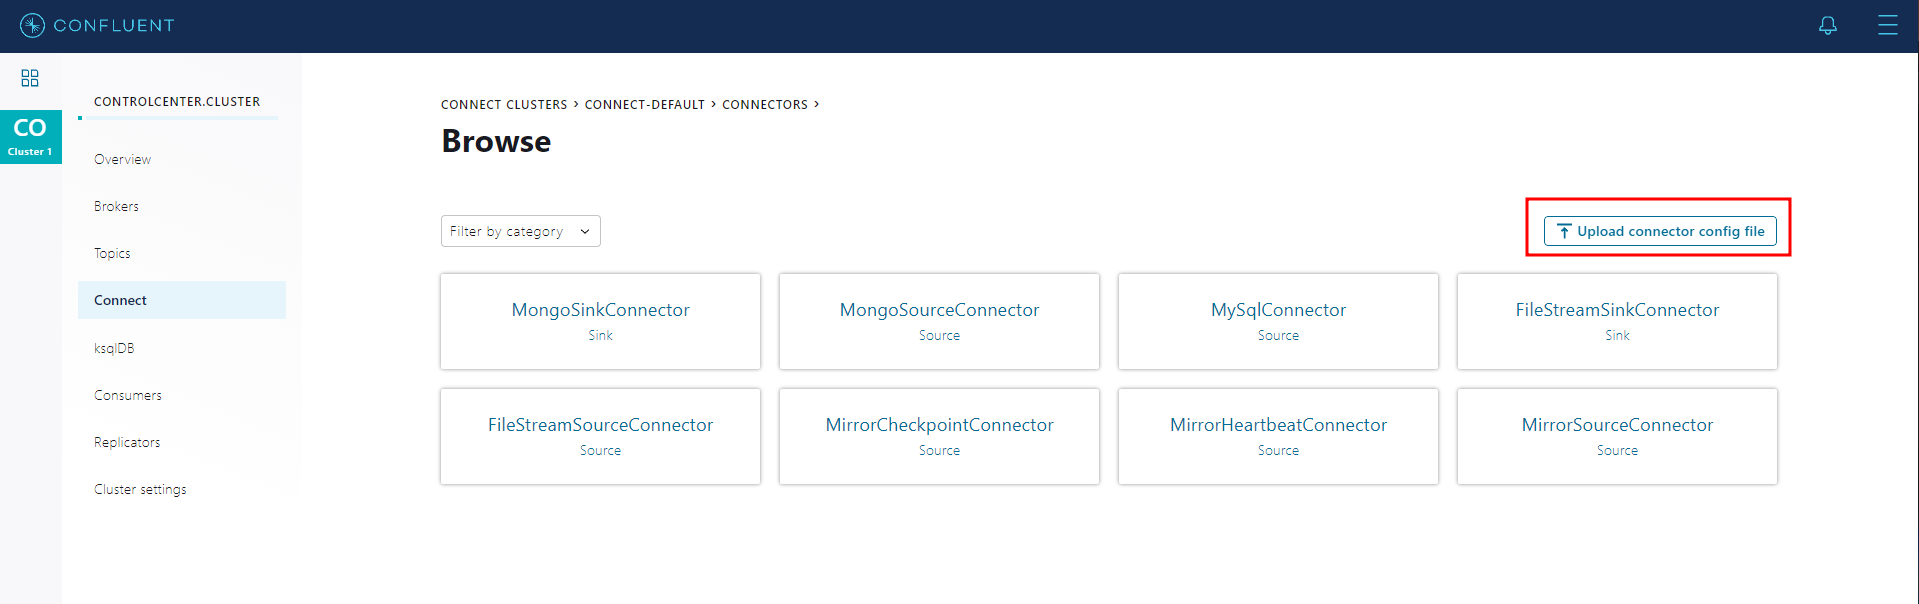 CONFLUENT
CO
Cluster 1
CONTROLCENTER.CLUSTER
Overview
Brokers
Topics
Connect
ksqlDB
Consumers
Replicators
Cluster settings
CONNECT CLUSTERS > CONNECT-DEFAULT > CONNECTORS >
Browse
Filter by category
Upload connector config file
MongoSinkConnector
Sink
MongoSourceConnector
Source
MySqlConnector
Source
FileStreamSinkConnector
Sink
FileStreamSourceConnector
Source
MirrorCheckpointConnector
Source
MirrorHeartbeatConnector
Source
MirrorSourceConnector
Source